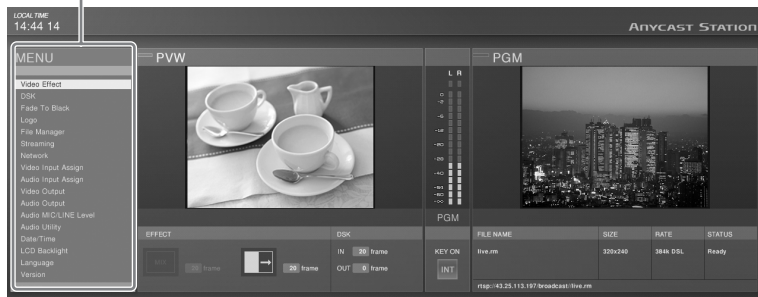 LOCAL TIME
14:44 14
ANYCAST STATION
MENU
Video Effect
DSK
Fade To Black
Logo
File Manager
Streaming
Network
Video Input Assign
Audio Input Assign
Video Output
Audio Output
Audio MIC/LINE Level
Audio Utility
Date/Time
LCD Backlight
Language
Version
PVW
L R
0
-20
-40
-∞
PGM
PGM
EFFECT
20 frame
20 frame
DSK
IN 20 frame
OUT 0 frame
KEY ON
INT
FILE NAME SIZE RATE STATUS
live.rm 320x240 384k DSL Ready
rtsp://43.25.113.197/broadcast//live.rm